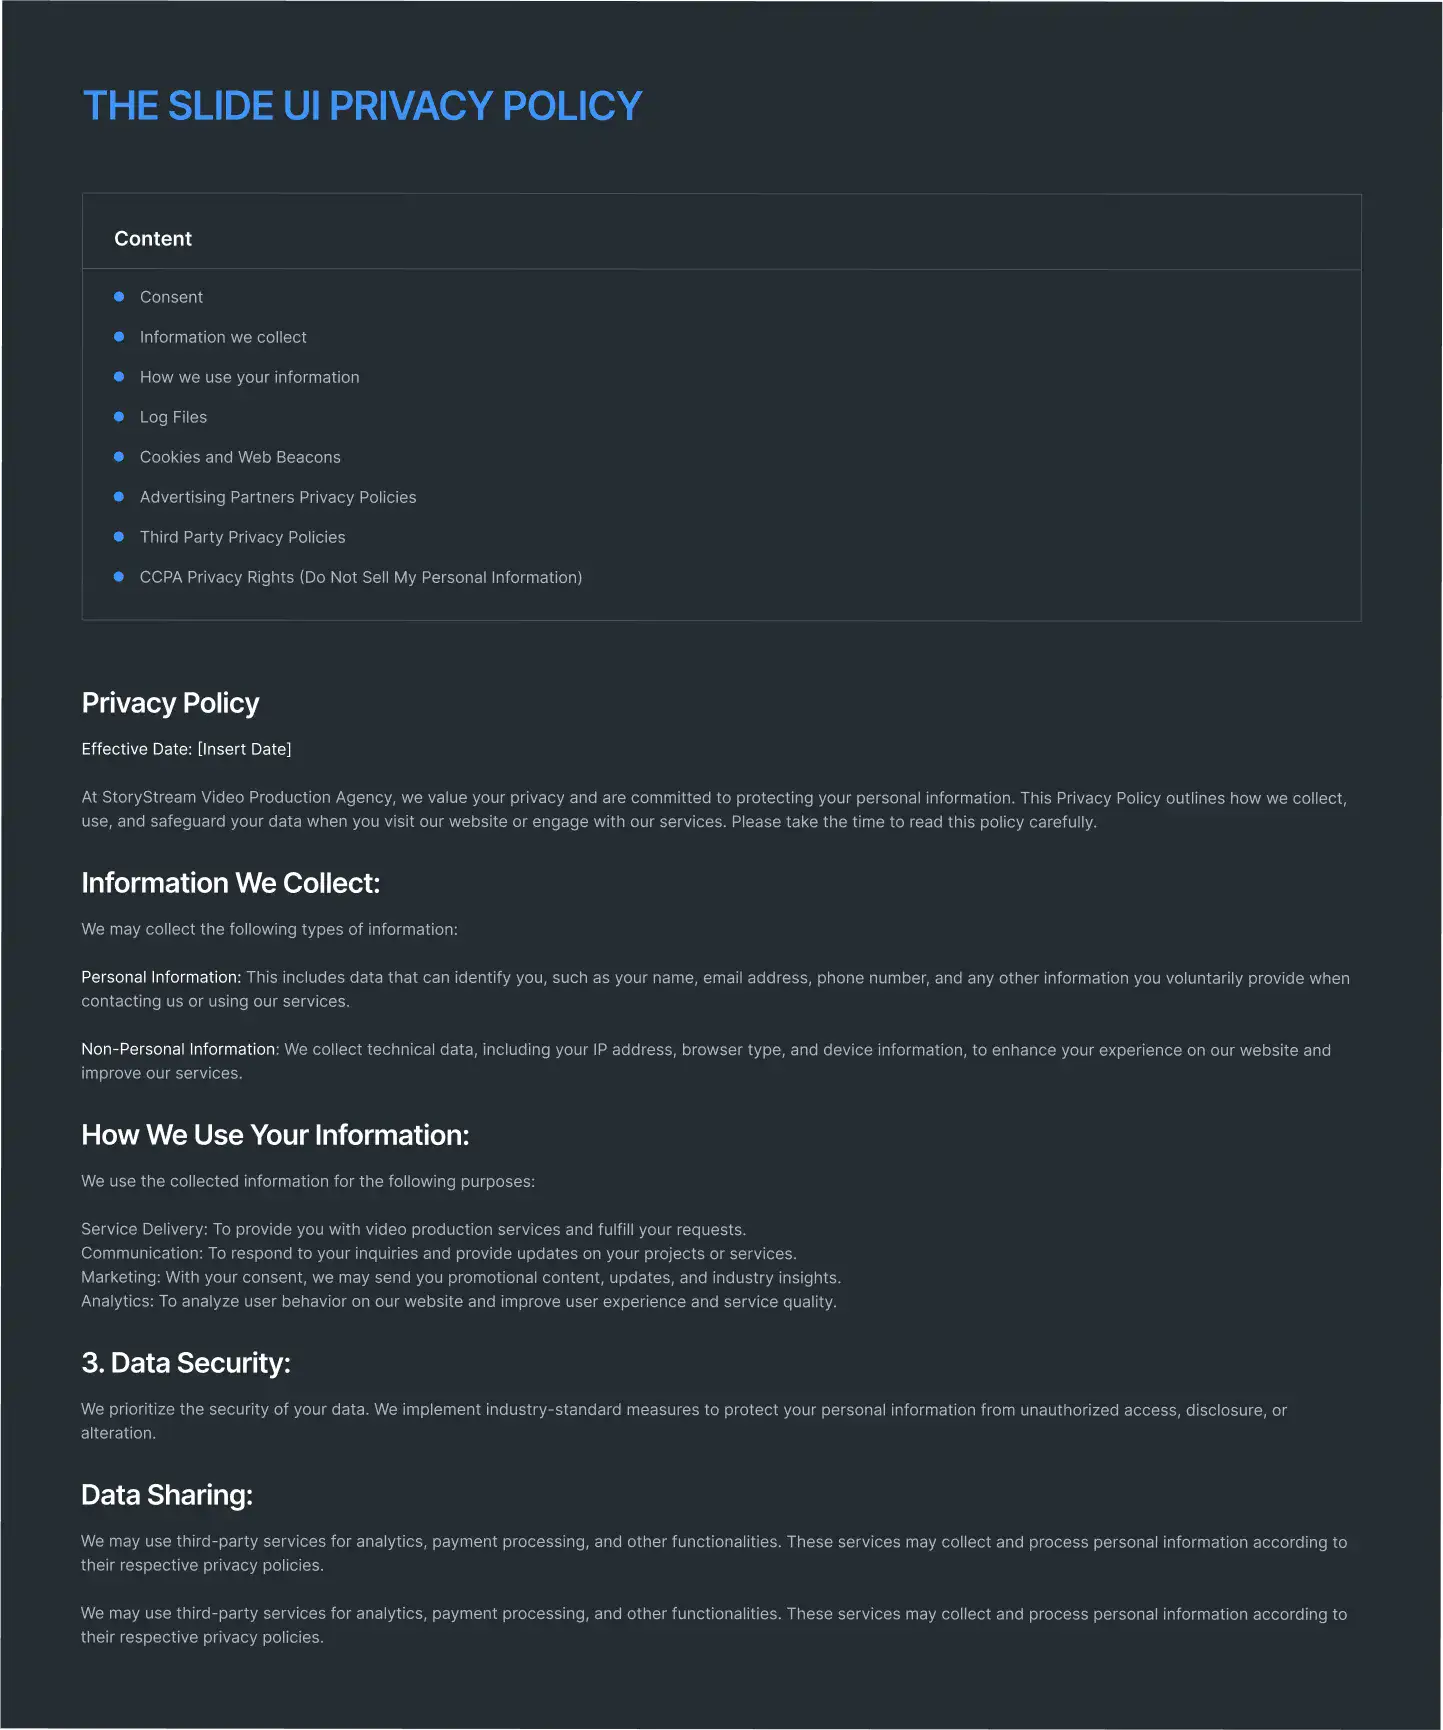 THE SLIDE UI PRIVACY POLICY
Content
Consent
Information we collect
How we use your information
Log Files
Cookies and Web Beacons
Advertising Partners Privacy Policies
Third Party Privacy Policies
CCPA Privacy Rights (Do Not Sell My Personal Information)
Privacy Policy
Effective Date: [Insert Date]
At StoryStream Video Production Agency, we value your privacy and are committed to protecting your personal information. This Privacy Policy outlines how we collect,
use, and safeguard your data when you visit our website or engage with our services. Please take the time to read this policy carefully.
Information We Collect:
We may collect the following types of information:
Personal Information: This includes data that can identify you, such as your name, email address, phone number, and any other information you voluntarily provide when
contacting us or using our services.
Non-Personal Information: We collect technical data, including your IP address, browser type, and device information, to enhance your experience on our website and
improve our services.
How We Use Your Information:
We use the collected information for the following purposes:
Service Delivery: To provide you with video production services and fulfill your requests.
Communication: To respond to your inquiries and provide updates on your projects or services.
Marketing: With your consent, we may send you promotional content, updates, and industry insights.
Analytics: To analyze user behavior on our website and improve user experience and service quality.
3. Data Security:
We prioritize the security of your data. We implement industry-standard measures to protect your personal information from unauthorized access, disclosure, or
alteration.
Data Sharing:
We may use third-party services for analytics, payment processing, and other functionalities. These services may collect and process personal information according to
their respective privacy policies.
We may use third-party services for analytics, payment processing, and other functionalities. These services may collect and process personal information according to
their respective privacy policies.